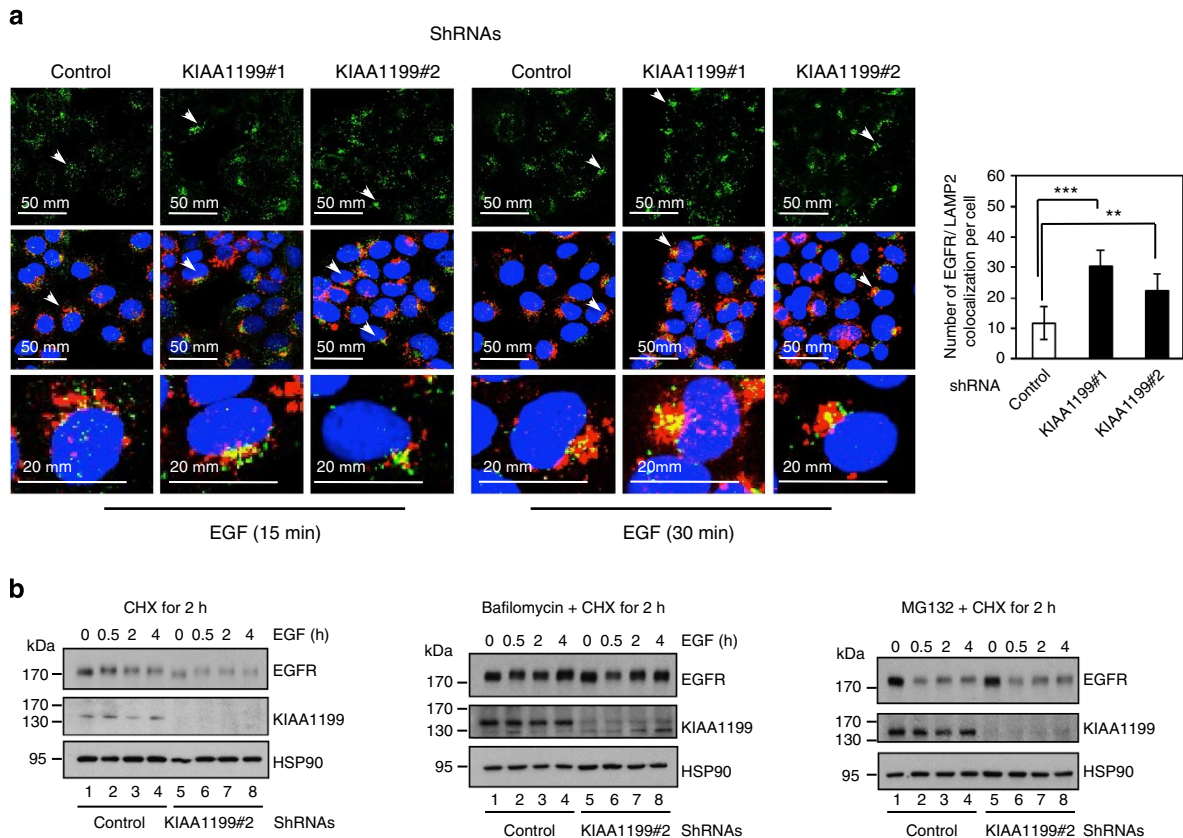 a
ShRNAs
Control KIAA1199#1 KIAA1199#2 Control KIAA1199#1 KIAA1199#2
50 mm 50 mm 50 mm 50 mm 50 mm 50 mm
50 mm 50 mm 50 mm 50 mm 50mm 50 mm
20 mm 20 mm 20 mm 20 mm 20mm 20 mm
EGF (15 min) EGF (30 min)
Number of EGFR/ LAMP2
colocalization per cell
60
50
40
30
20
10
0
***
**
shRNA
Control
KIAA1199#1
KIAA1199#2
b
CHX for 2 h
kDa
0 0.5 2 4 0 0.5 2 4 EGF (h)
170 EGFR
170
130 KIAA1199
95 HSP90
1 2 3 4 5 6 7 8
Control KIAA1199#2 ShRNAs
Bafilomycin + CHX for 2 h
kDa
0 0.5 2 4 0 0.5 2 4 EGF (h)
170 EGFR
170
130 KIAA1199
95 HSP90
1 2 3 4 5 6 7 8
Control KIAA1199#2 ShRNAs
MG132 + CHX for 2 h
kDa
0 0.5 2 4 0 0.5 2 4
170 EGFR
170
130 KIAA1199
95 HSP90
1 2 3 4 5 6 7 8
Control KIAA1199#2 ShRNAs